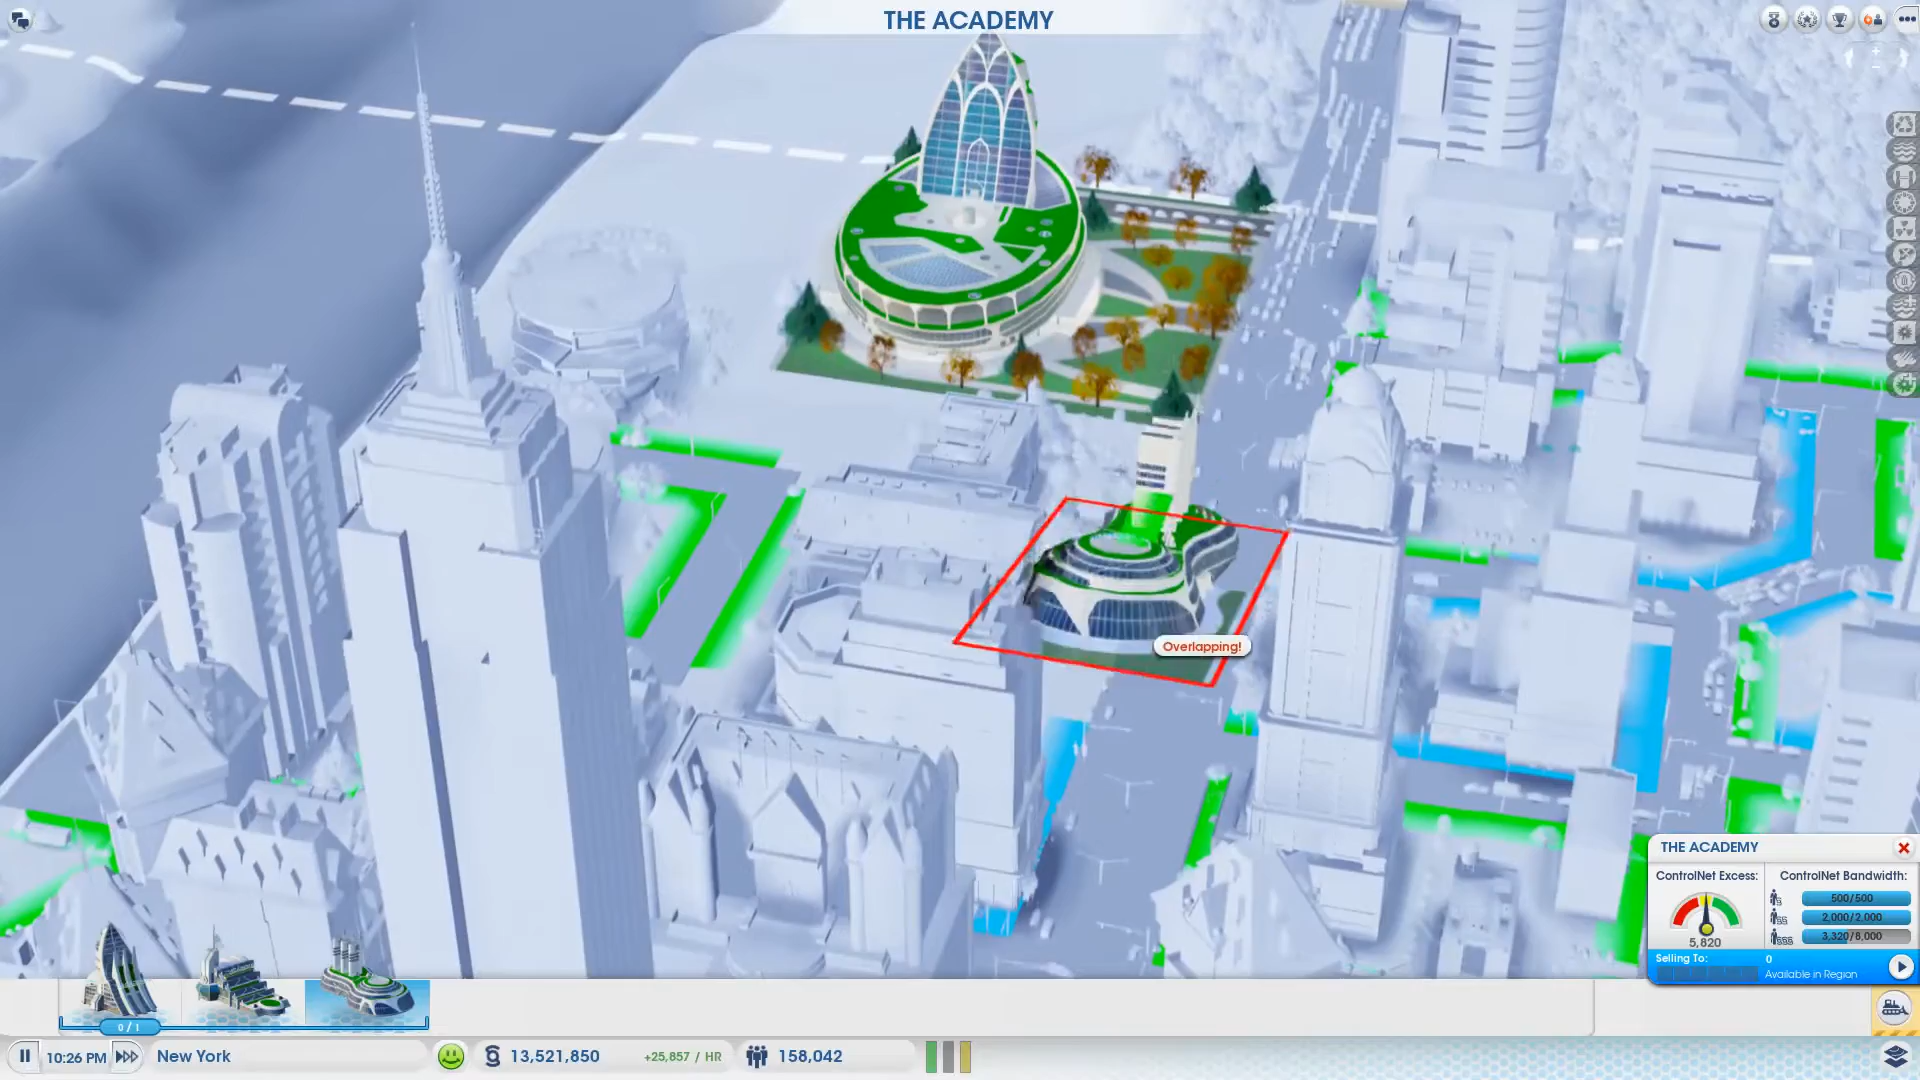 THE ACADEMY
Overlapping!
THE ACADEMY
ControlNet Excess:
ControlNet Bandwidth:
500/500
2,000/2,000
3,320/8,000
5,820
Selling To:
0
Available in Region
0 / 1
10:26 PM
New York
13,521,850
+25,857 / HR
158,042